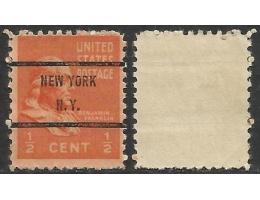 UNITED
STATES
POSTAGE
NEW YORK
N.Y.
BENJAMIN
FRANKLIN
1/2 CENT 1/2